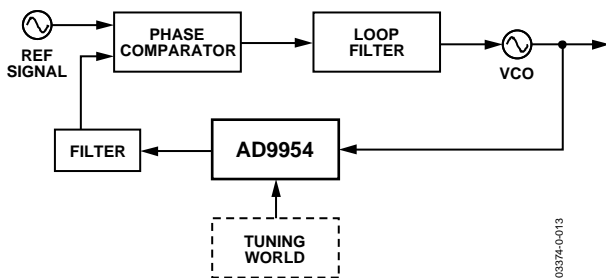 REF
SIGNAL
PHASE
COMPARATOR
LOOP
FILTER
VCO
FILTER
AD9954
TUNING
WORLD
03374-0-013